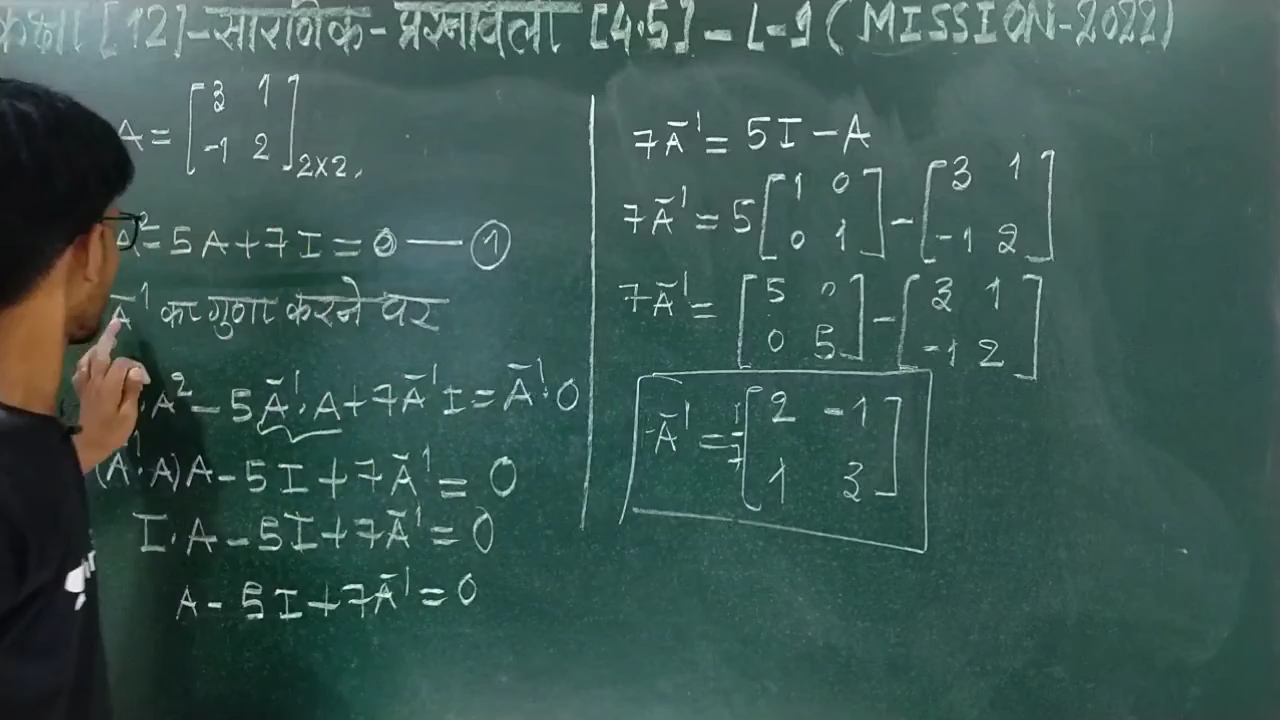 कक्षा [12]-सारणिक-प्रश्नावली [4.5] - L-1 (MISSION-2022)
A = [3 1
-1 2]2×2,
A²= 5A+7I = 0 — ①
A⁻¹ का गुणा करने पर
·A² - 5A⁻¹·A+7A⁻¹I = A⁻¹·0
(A⁻¹·A)A - 5I + 7A⁻¹ = 0
I·A - 5I + 7A⁻¹ = 0
A - 5I + 7A⁻¹ = 0
7A⁻¹ = 5I - A
7A⁻¹ = 5[1 0] - [3 1]
[0 1] [-1 2]
7A⁻¹ = [5 0] - [3 1]
[0 5] [-1 2]
A⁻¹ = 1/7 [2 -1
1 3]